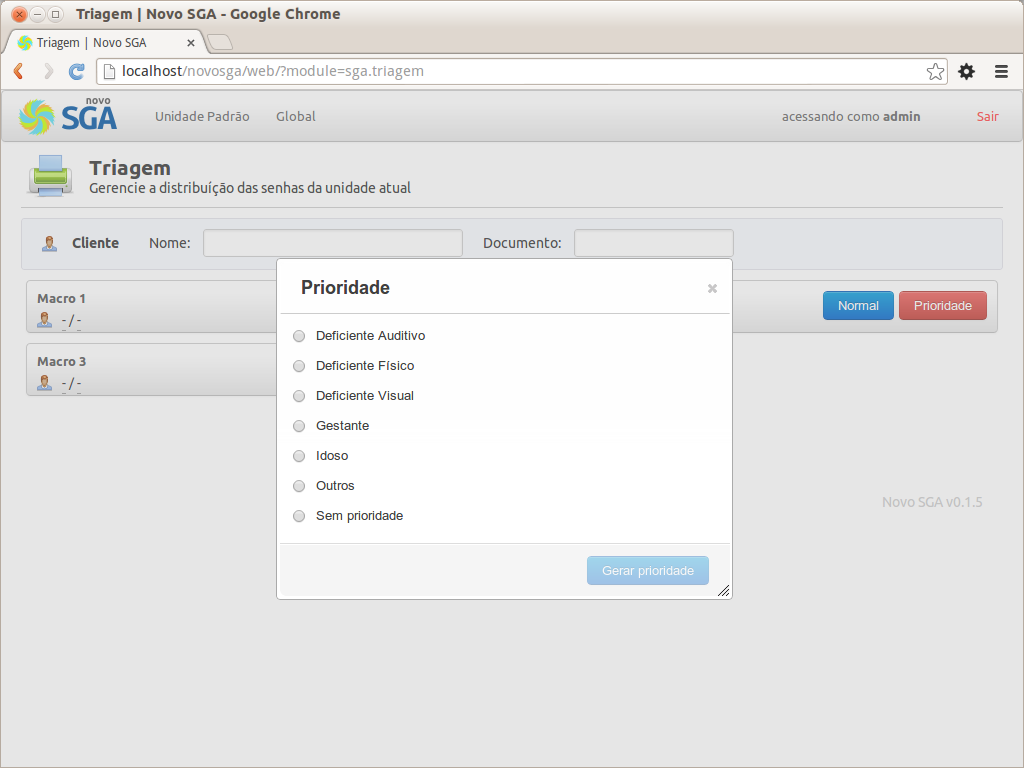 Triagem | Novo SGA - Google Chrome
Triagem | Novo SGA
localhost/novosga/web/?module=sga.triagem
novo
SGA
Unidade Padrão
Global
acessando como admin
Sair
Triagem
Gerencie a distribuíção das senhas da unidade atual
Cliente
Nome:
Documento:
Macro 1
- / -
Normal
Prioridade
Macro 3
- / -
Prioridade
Deficiente Auditivo
Deficiente Físico
Deficiente Visual
Gestante
Idoso
Outros
Sem prioridade
Gerar prioridade
Novo SGA v0.1.5